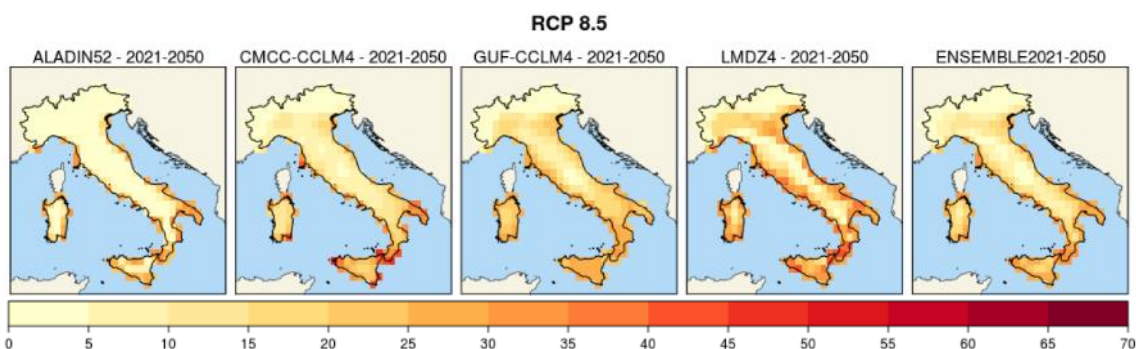 RCP 8.5
ALADIN52 - 2021-2050 CMCC-CCLM4 - 2021-2050 GUF-CCLM4 - 2021-2050 LMDZ4 - 2021-2050 ENSEMBLE2021-2050
0 5 10 15 20 25 30 35 40 45 50 55 60 65 70